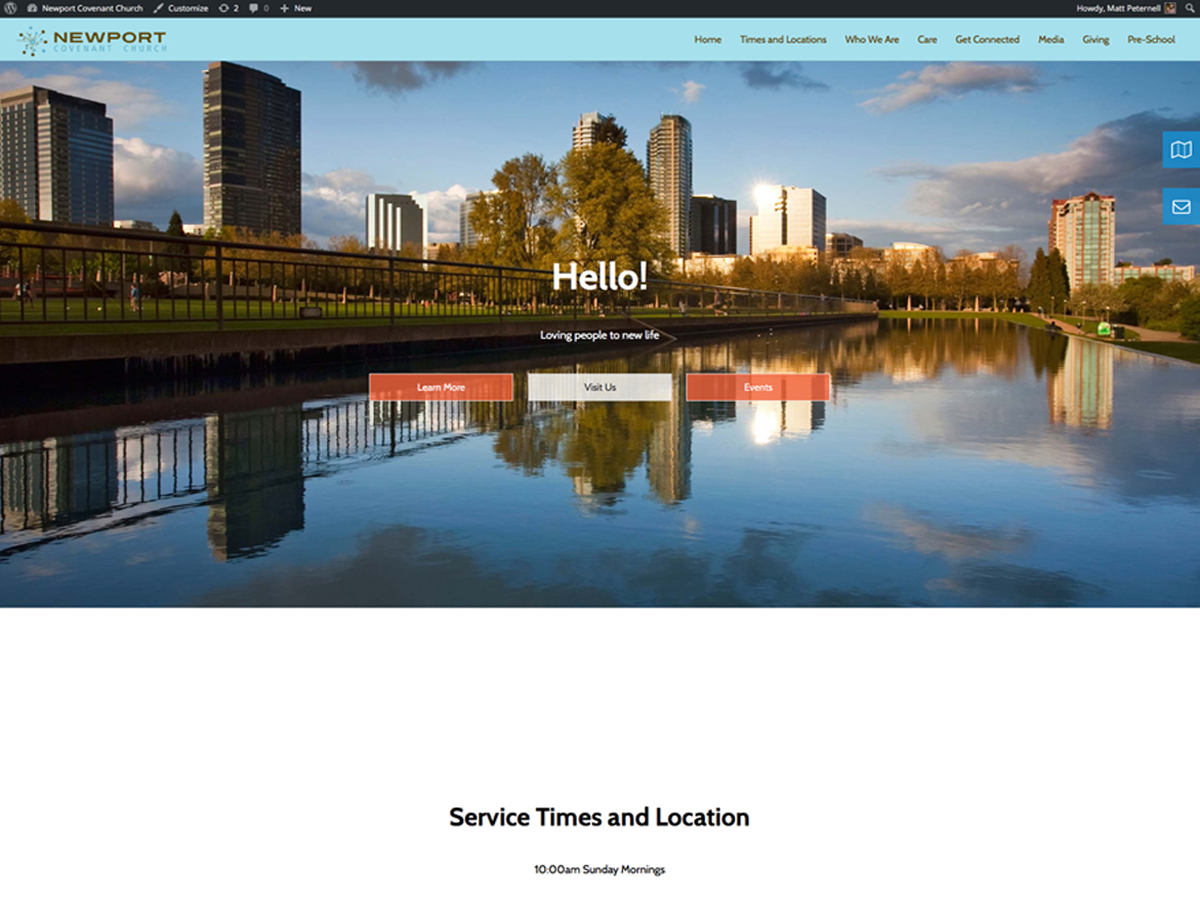 Newport Covenant Church Customize 2 0 New Howdy, Matt Peternell
NEWPORT
COVENANT CHURCH
Home Times and Locations Who We Are Care Get Connected Media Giving Pre-School
Hello!
Loving people to new life
Learn More Visit Us Events
Service Times and Location
10:00am Sunday Mornings